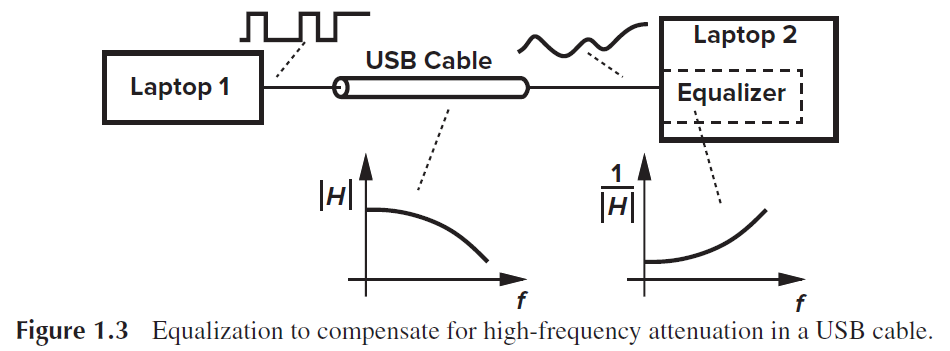 Laptop 1
USB Cable
Laptop 2
Equalizer
|H|
f
1
|H|
f
Figure 1.3 Equalization to compensate for high-frequency attenuation in a USB cable.